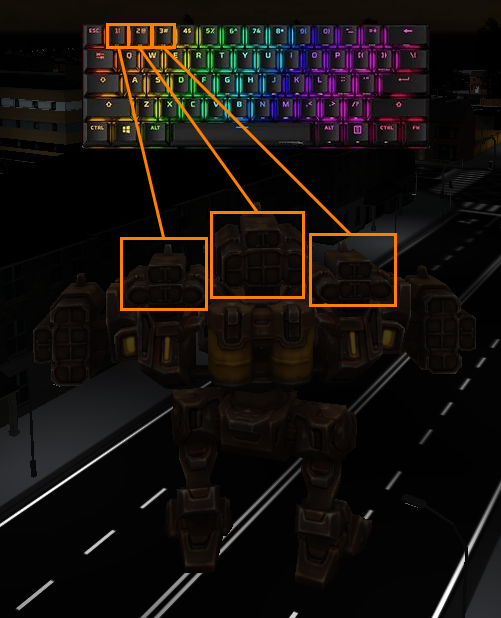 ESC 1! 2@ 3# 4$ 5% 6^ 7& 8* 9( 0)
Q W E R T Y U I O P
A S D F G H J K L
Z X C V B N M
CTRL ALT ALT CTRL FN